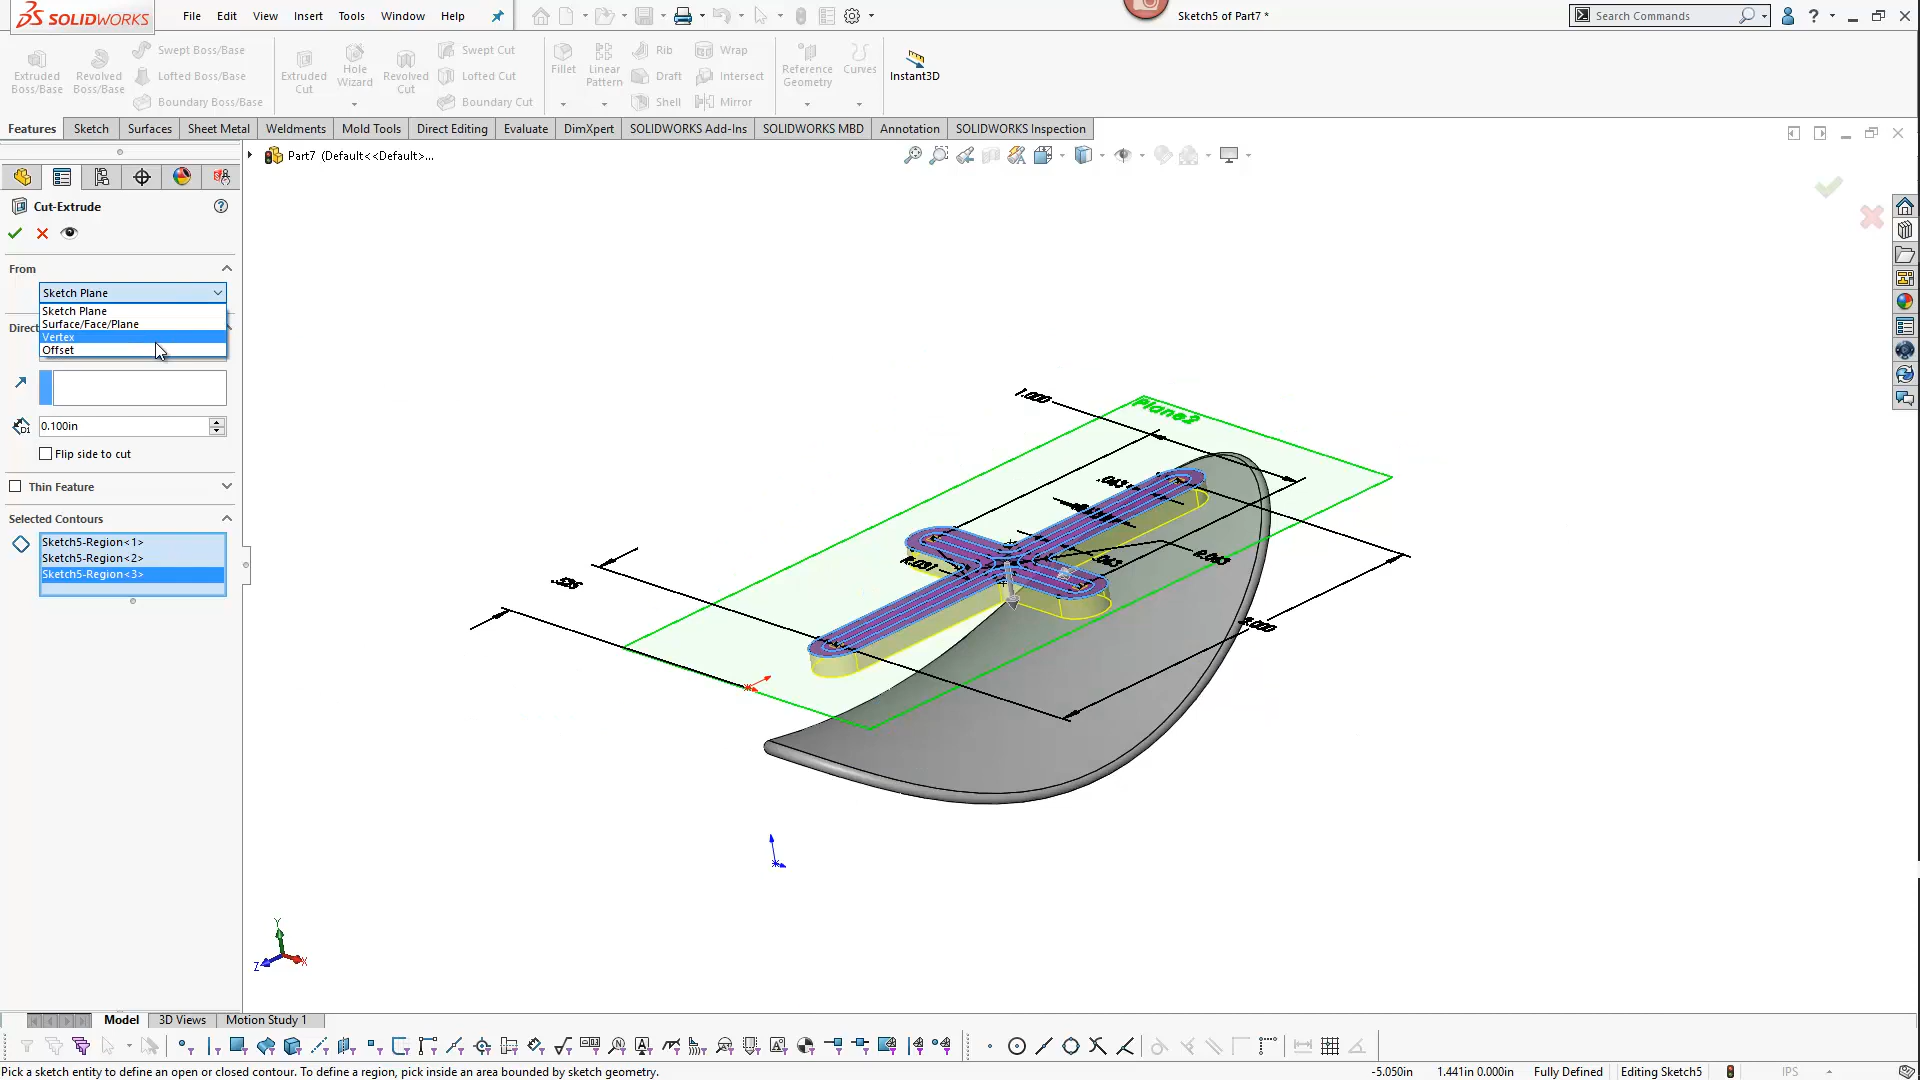 SOLIDWORKS
File Edit View Insert Tools Window Help
Sketch5 of Part7 *
Search Commands
Extruded Boss/Base
Revolved Boss/Base
Swept Boss/Base
Lofted Boss/Base
Boundary Boss/Base
Extruded Cut
Hole Wizard
Revolved Cut
Swept Cut
Lofted Cut
Boundary Cut
Fillet
Linear Pattern
Rib
Draft
Shell
Wrap
Intersect
Mirror
Reference Geometry
Curves
Instant3D
Features Sketch Surfaces Sheet Metal Weldments Mold Tools Direct Editing Evaluate DimXpert SOLIDWORKS Add-Ins SOLIDWORKS MBD Annotation SOLIDWORKS Inspection
Part7 (Default<<Default>...
Cut-Extrude
From
Sketch Plane
Sketch Plane
Surface/Face/Plane
Direct
Vertex
Offset
D1
0.100in
Flip side to cut
Thin Feature
Selected Contours
Sketch5-Region<1>
Sketch5-Region<2>
Sketch5-Region<3>
1.000
Plane2
.063
R.031
.063
Y
Z
X
Model 3D Views Motion Study 1
Pick a sketch entity to define an open or closed contour. To define a region, pick inside an area bounded by sketch geometry.
-5.050in 1.441in 0.000in Fully Defined Editing Sketch5 IPS